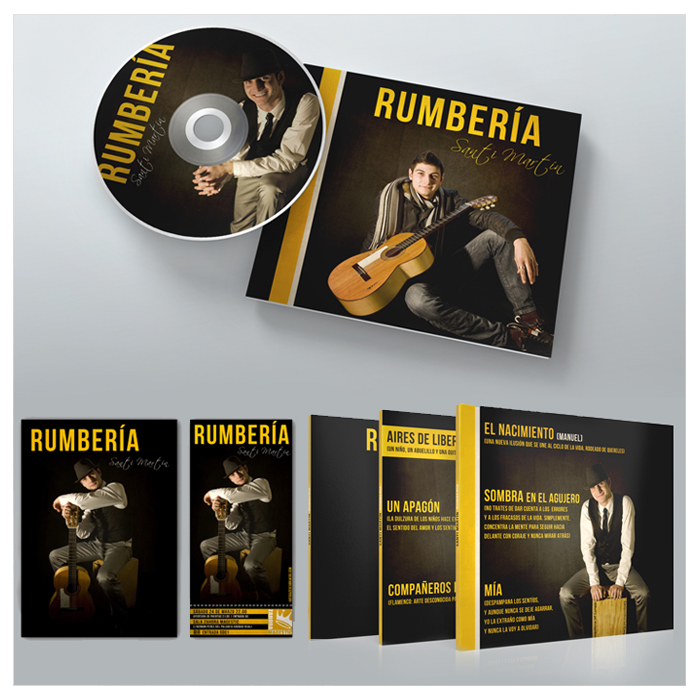 RUMBERÍA
Santi Martín
RUMBERÍA
Santi Martín
RUMBERÍA
Santi Martín
RUMBERÍA
Santi Martín
R
AIRES DE LIBER
(UN NIÑO, UN ABUELILLO Y UNA GUI
UN APAGÓN
(LA DULZURA DE LOS NIÑOS HACE
EL SENTIDO DEL AMOR Y LOS SENTI
COMPAÑEROS
(FLAMENCO: ARTE DESCONOCIDA
EL NACIMIENTO (MANUEL)
(UNA NUEVA ILUSIÓN QUE SE UNE AL CICLO DE LA VIDA, RODEADO DE QUEHELES)
SOMBRA EN EL AGUJERO
(NO TRATES DE DAR CUENTA A LOS ERRORES
Y A LOS FRACASOS DE LA VIDA. SIMPLEMENTE,
CONCENTRA LA MENTE PARA SEGUIR HACIA
DELANTE CON CORAJE Y NUNCA MIRAR ATRÁS)
MÍA
(DESPAMPANA LOS SENTIDOS,
Y AUNQUE NUNCA SE DEJE AGARRAR,
YO LA EXTRAÑO COMO MÍA
Y NUNCA LA VOY A OLVIDAR)